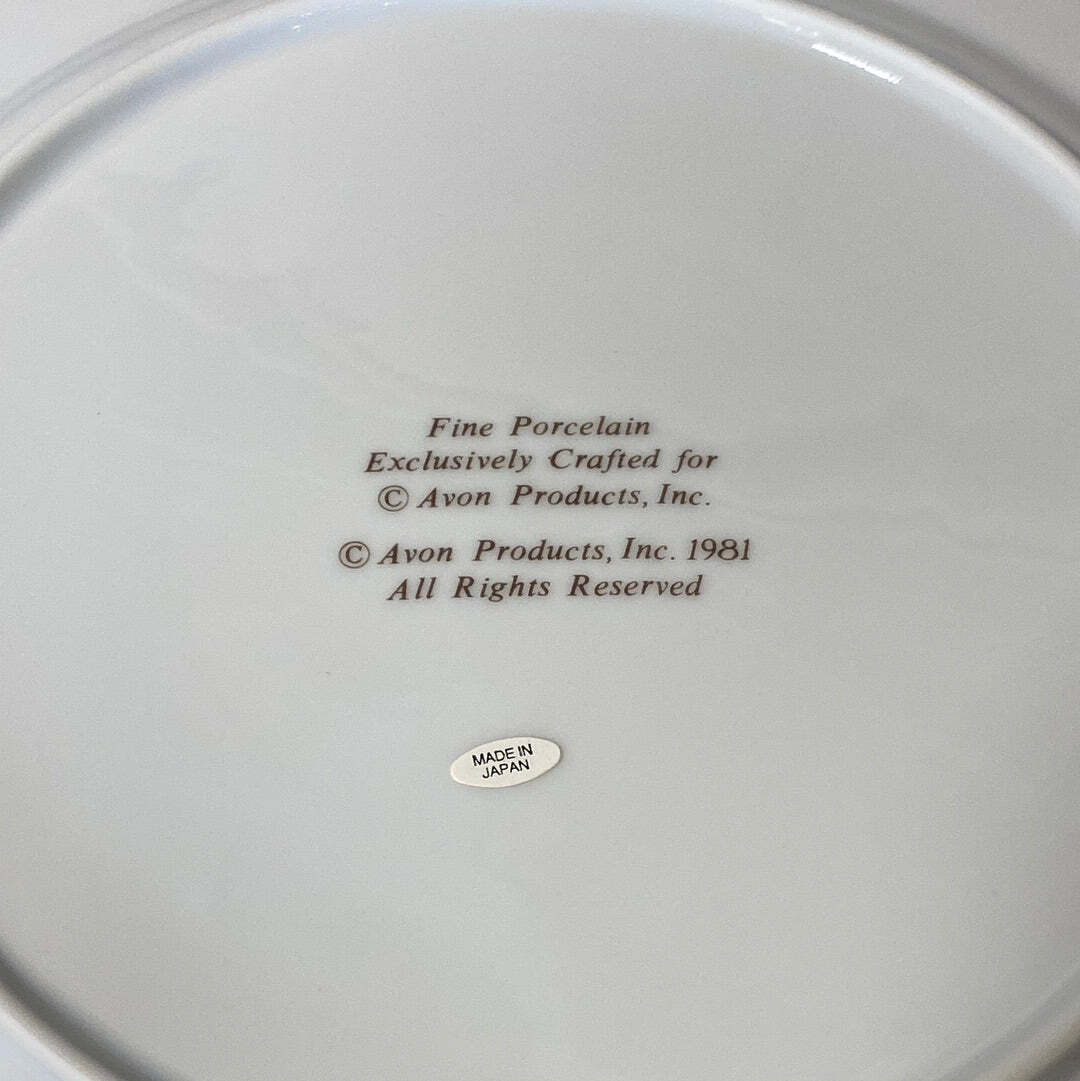 Fine Porcelain
Exclusively Crafted for
© Avon Products, Inc.
© Avon Products, Inc. 1981
All Rights Reserved
MADE IN
JAPAN